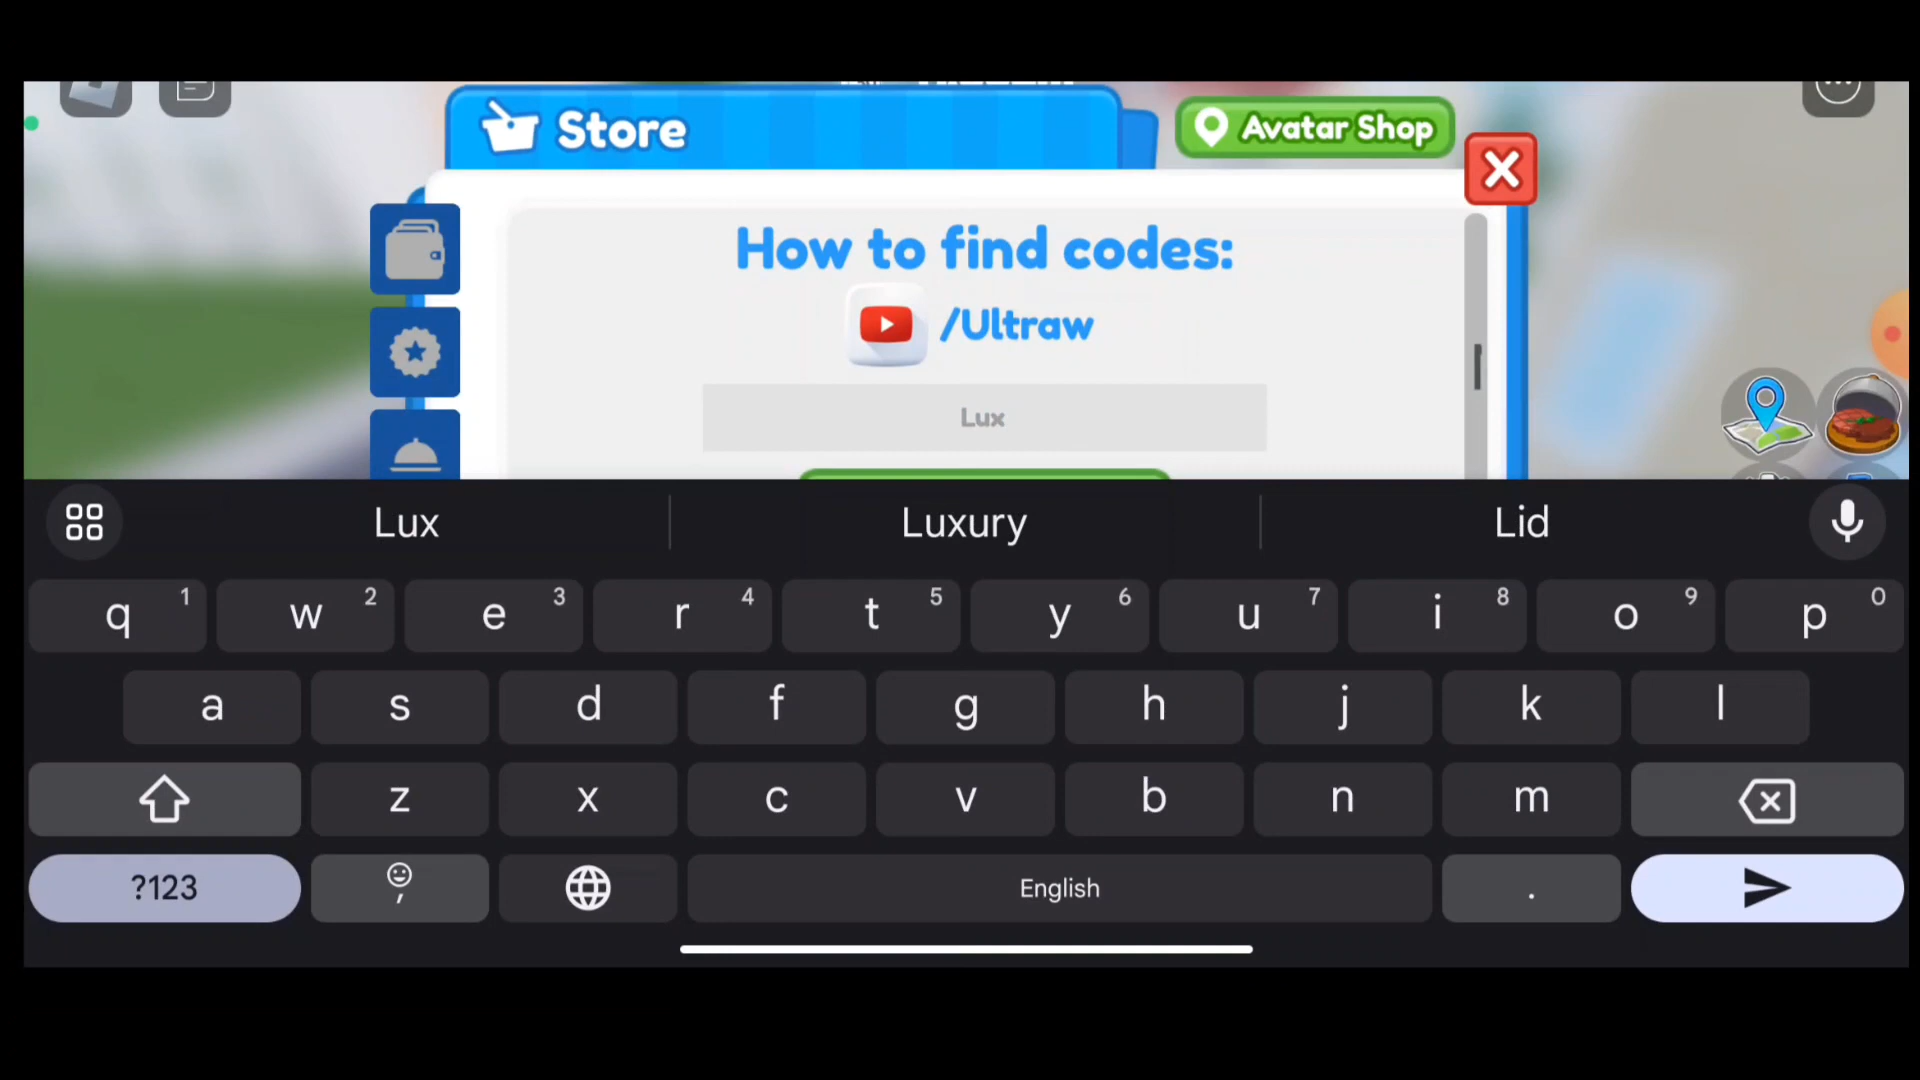 Store
Avatar Shop
How to find codes:
/Ultraw
Lux
Lux Luxury Lid
q 1 w 2 e 3 r 4 t 5 y 6 u 7 i 8 o 9 p 0
a s d f g h j k l
z x c v b n m
?123 , English .